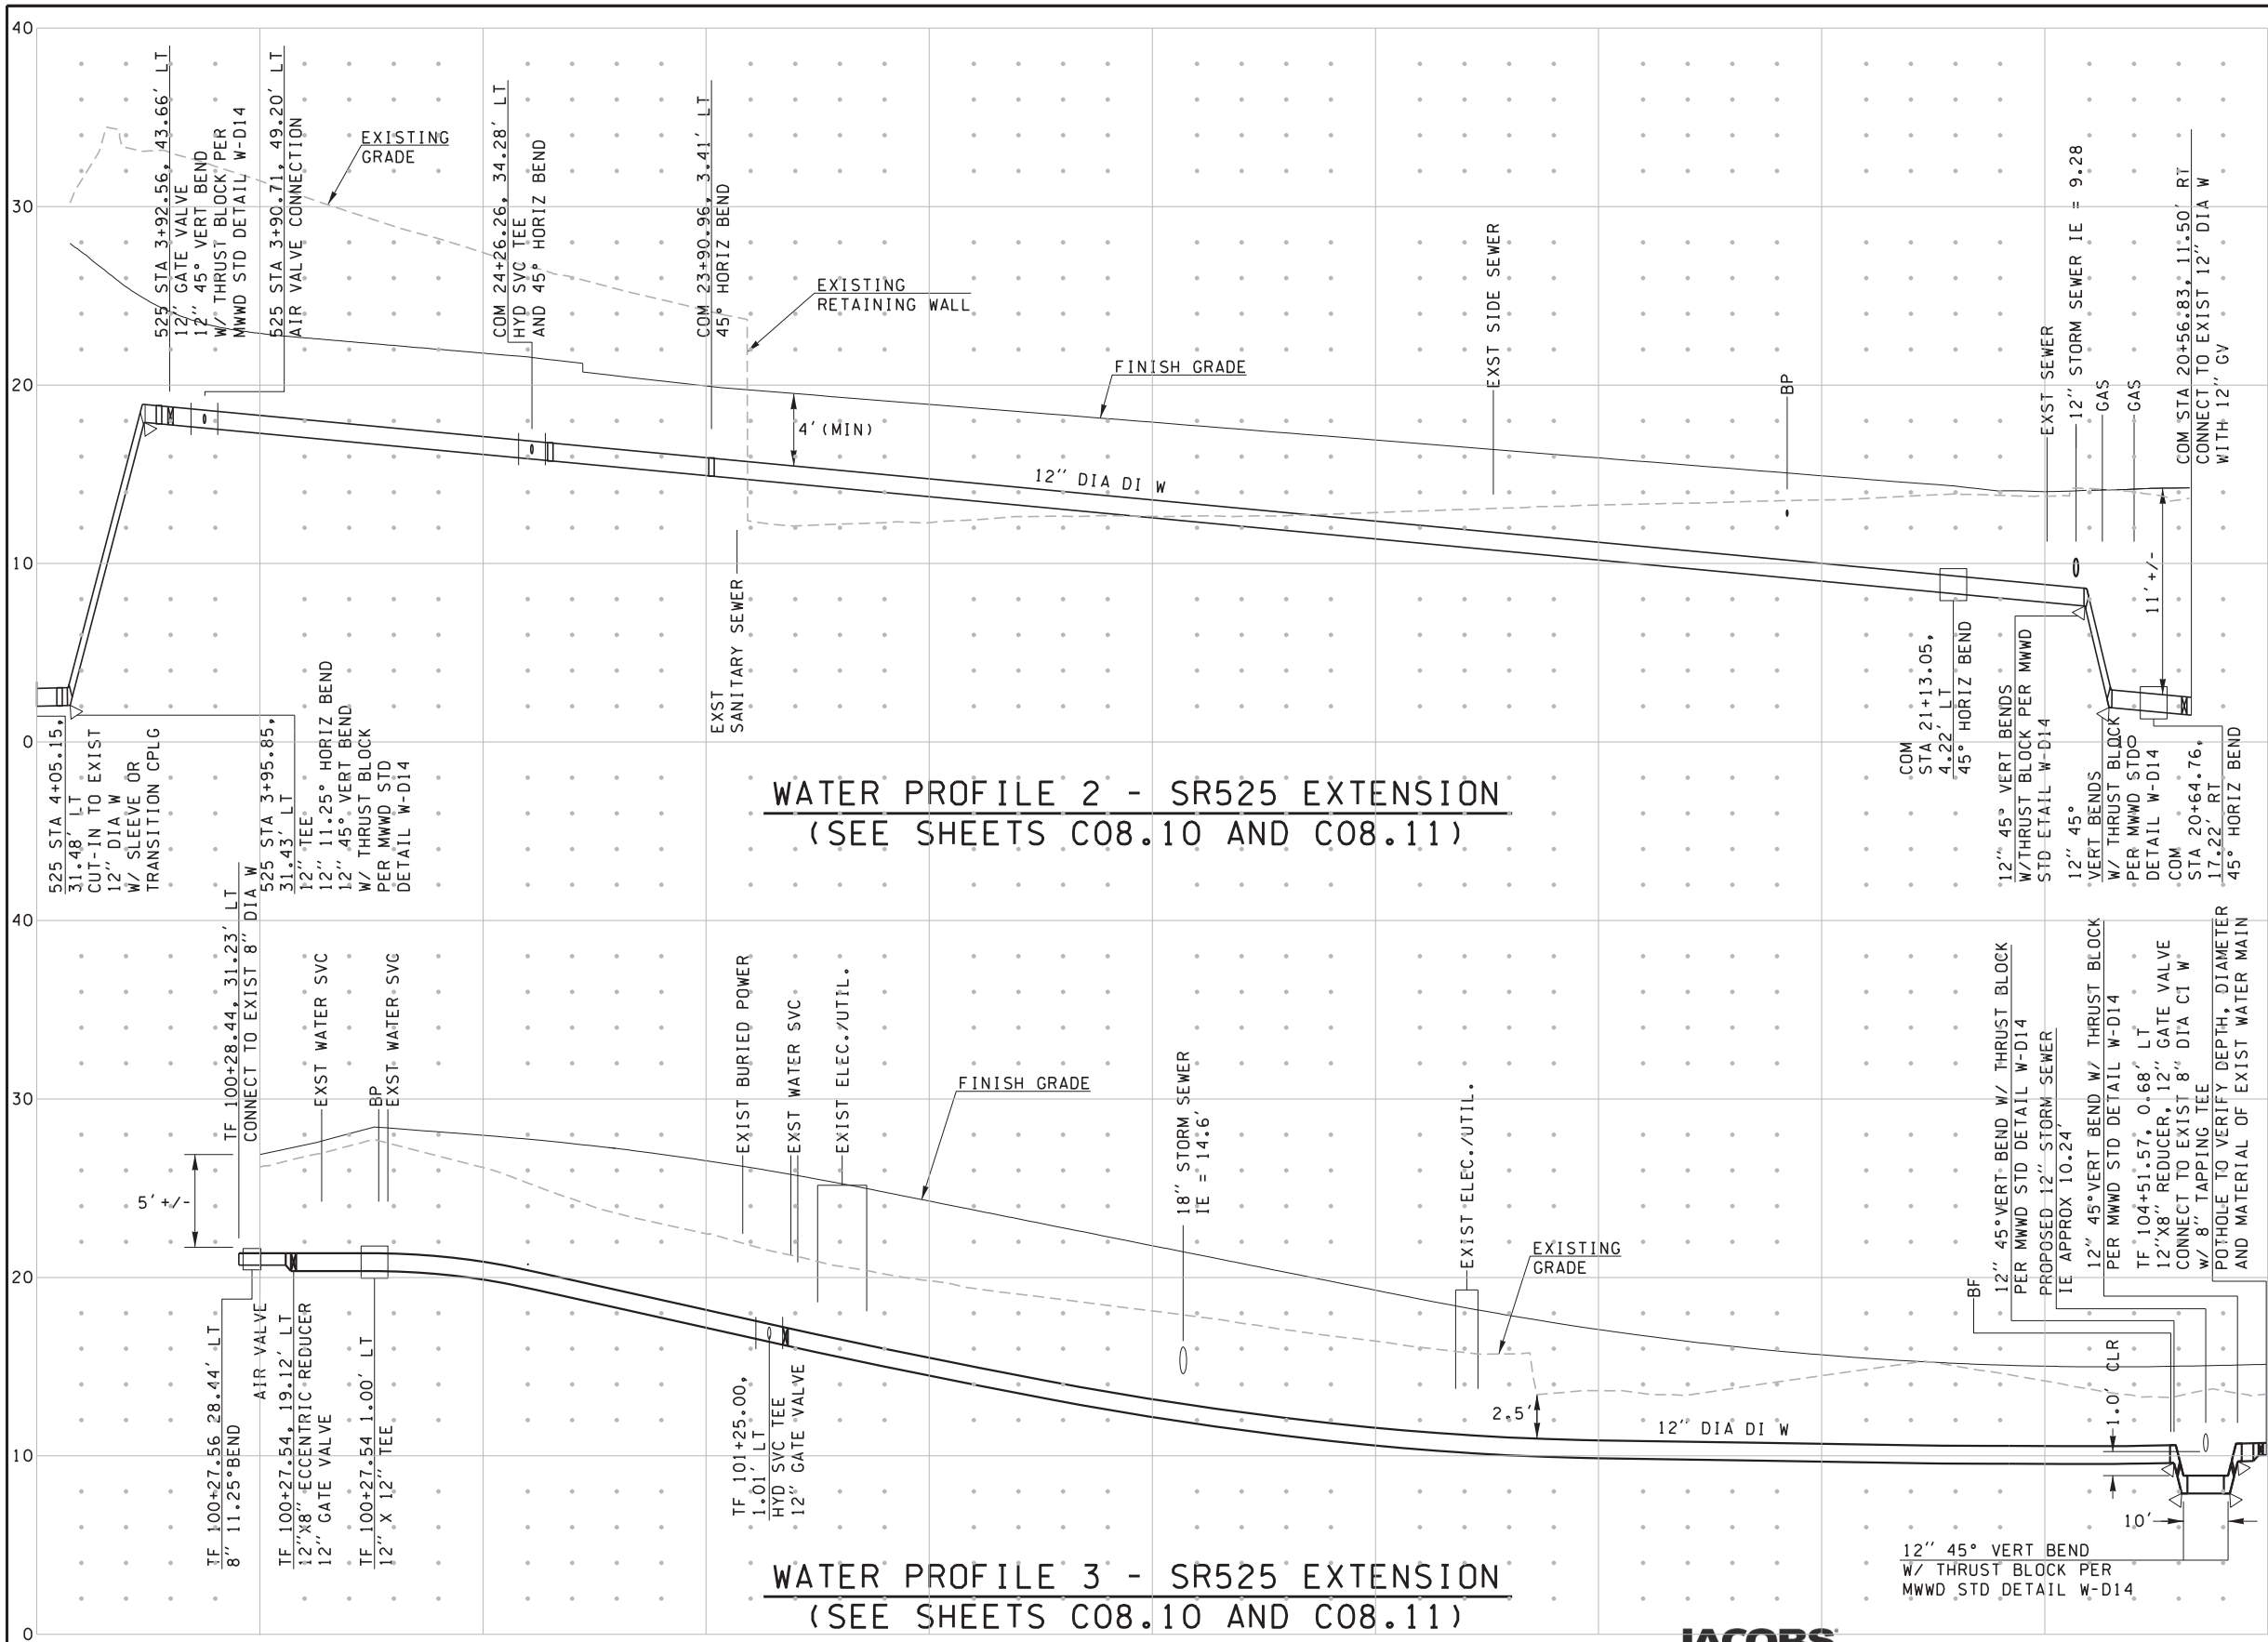 40
30
20
10
0
525 STA 3+92.56, 43.66' LT
12" GATE VALVE
12" 45° VERT BEND
W/ THRUST BLOCK PER
MWWD STD DETAIL W-D14
525 STA 3+90.71, 49.20' LT
AIR VALVE CONNECTION
EXISTING
GRADE
COM 24+26.26, 34.28' LT
HYD SVC TEE
AND 45° HORIZ BEND
COM 23+90.96, 3.41' LT
45° HORIZ BEND
EXISTING
RETAINING WALL
FINISH GRADE
4'(MIN)
12" DIA DI W
EXST SIDE SEWER
BP
EXST SEWER
12" STORM SEWER IE = 9.28
GAS
GAS
COM STA 20+56.83, 11.50' RT
CONNECT TO EXIST 12" DIA W
WITH 12" GV
11'+/-
525 STA 4+05.15,
31.48' LT
CUT-IN TO EXIST
12" DIA W
W/ SLEEVE OR
TRANSITION CPLG
525 STA 3+95.85,
31.43' LT
12" TEE
12" 11.25° HORIZ BEND
12" 45° VERT BEND
W/ THRUST BLOCK
PER MWWD STD
DETAIL W-D14
EXST
SANITARY SEWER
COM
STA 21+13.05,
4.22' LT
45° HORIZ BEND
12" 45° VERT BENDS
W/THRUST BLOCK PER MWWD
STD ETAIL W-D14
12" 45°
VERT BENDS
W/ THRUST BLOCK
PER MWWD STD
DETAIL W-D14
10
COM
STA 20+64.76,
17.22' RT
45° HORIZ BEND
WATER PROFILE 2 - SR525 EXTENSION
(SEE SHEETS C08.10 AND C08.11)
40
30
20
10
0
TF 100+28.44, 31.23' LT
CONNECT TO EXIST 8" DIA W
EXST WATER SVC
BP
EXST WATER SVC
5'+/-
EXIST BURIED POWER
EXST WATER SVC
EXIST ELEC./UTIL.
FINISH GRADE
18" STORM SEWER
IE = 14.6'
EXIST ELEC./UTIL.
EXISTING
GRADE
2.5'
12" DIA DI W
BF
12" 45°VERT BEND W/ THRUST BLOCK
PER MWWD STD DETAIL W-D14
PROPOSED 12" STORM SEWER
IE APPROX 10.24'
12" 45°VERT BEND W/ THRUST BLOCK
PER MWWD STD DETAIL W-D14
TF 104+51.57, 0.68' LT
12"X8" REDUCER, 12" GATE VALVE
CONNECT TO EXIST 8" DIA CI W
W/ 8" TAPPING TEE
POTHOLE TO VERIFY DEPTH, DIAMETER
AND MATERIAL OF EXIST WATER MAIN
1.0' CLR
10'
TF 100+27.56 28.44' LT
8" 11.25°BEND
AIR VALVE
TF 100+27.54, 19.12' LT
12"X8" ECCENTRIC REDUCER
12" GATE VALVE
TF 100+27.54 1.00' LT
12" X 12" TEE
TF 101+25.00,
1.01' LT
HYD SVC TEE
12" GATE VALVE
12" 45° VERT BEND
W/ THRUST BLOCK PER
MWWD STD DETAIL W-D14
WATER PROFILE 3 - SR525 EXTENSION
(SEE SHEETS C08.10 AND C08.11)
JACOBS